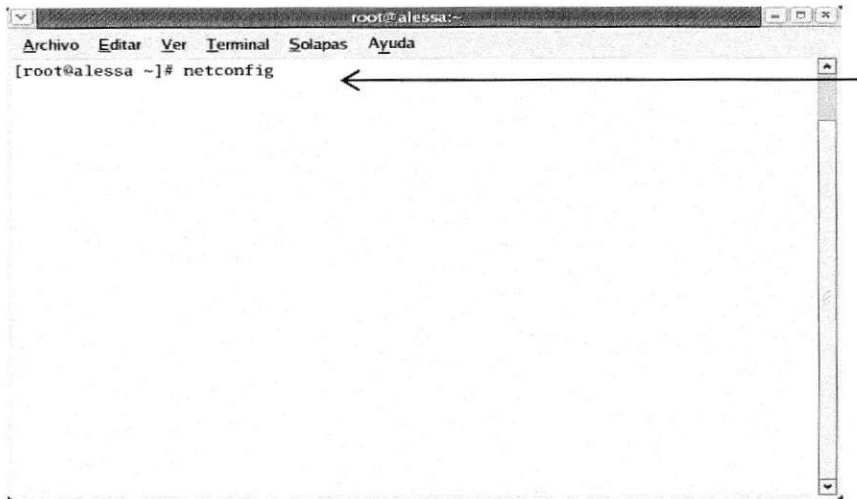 root@alessa:~
Archivo Editar Ver Terminal Solapas Ayuda
[root@alessa ~]# netconfig